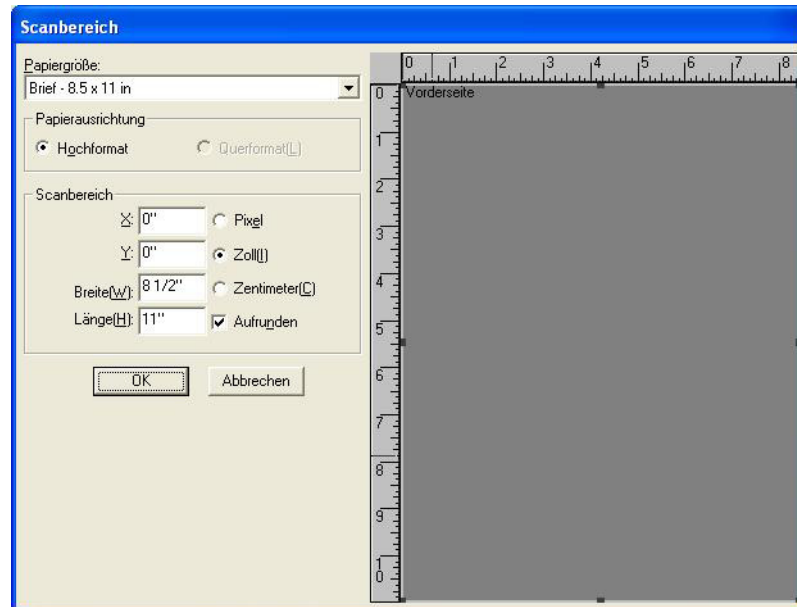 Scanbereich
Papiergröße:
Brief - 8.5 x 11 in
Papierausrichtung
Hochformat
Querformat(L)
Scanbereich
X: 0"
Pixel
Y: 0"
Zoll(I)
Breite(W): 8 1/2"
Zentimeter(C)
Länge(H): 11"
Aufrunden
OK
Abbrechen
0 1 2 3 4 5 6 7 8
Vorderseite
0
1
2
3
4
5
6
7
8
9
10